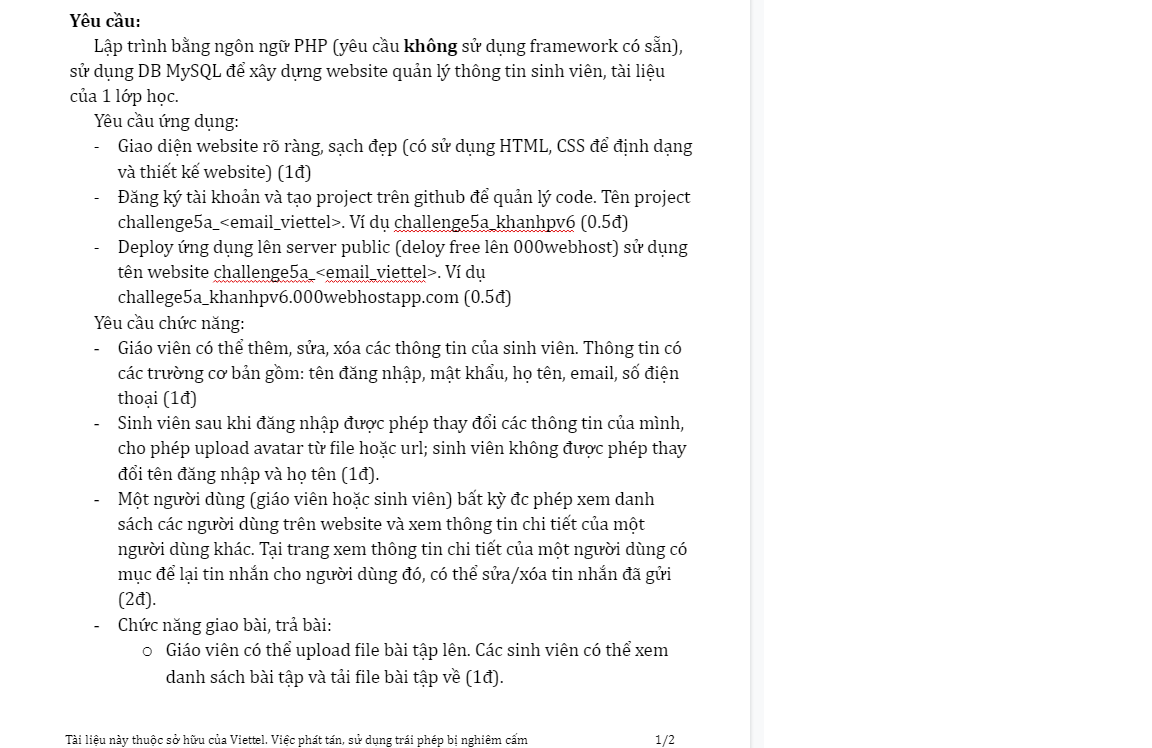 Yêu cầu:
Lập trình bằng ngôn ngữ PHP (yêu cầu không sử dụng framework có sẵn),
sử dụng DB MySQL để xây dựng website quản lý thông tin sinh viên, tài liệu
của 1 lớp học.
Yêu cầu ứng dụng:
- Giao diện website rõ ràng, sạch đẹp (có sử dụng HTML, CSS để định dạng
và thiết kế website) (1đ)
- Đăng ký tài khoản và tạo project trên github để quản lý code. Tên project
challenge5a_<email_viettel>. Ví dụ challenge5a_khanhpv6 (0.5đ)
- Deploy ứng dụng lên server public (deloy free lên 000webhost) sử dụng
tên website challenge5a_<email_viettel>. Ví dụ
challege5a_khanhpv6.000webhostapp.com (0.5đ)
Yêu cầu chức năng:
- Giáo viên có thể thêm, sửa, xóa các thông tin của sinh viên. Thông tin có
các trường cơ bản gồm: tên đăng nhập, mật khẩu, họ tên, email, số điện
thoại (1đ)
- Sinh viên sau khi đăng nhập được phép thay đổi các thông tin của mình,
cho phép upload avatar từ file hoặc url; sinh viên không được phép thay
đổi tên đăng nhập và họ tên (1đ).
- Một người dùng (giáo viên hoặc sinh viên) bất kỳ đc phép xem danh
sách các người dùng trên website và xem thông tin chi tiết của một
người dùng khác. Tại trang xem thông tin chi tiết của một người dùng có
mục để lại tin nhắn cho người dùng đó, có thể sửa/xóa tin nhắn đã gửi
(2đ).
- Chức năng giao bài, trả bài:
o Giáo viên có thể upload file bài tập lên. Các sinh viên có thể xem
danh sách bài tập và tải file bài tập về (1đ).
Tài liệu này thuộc sở hữu của Viettel. Việc phát tán, sử dụng trái phép bị nghiêm cấm 1/2